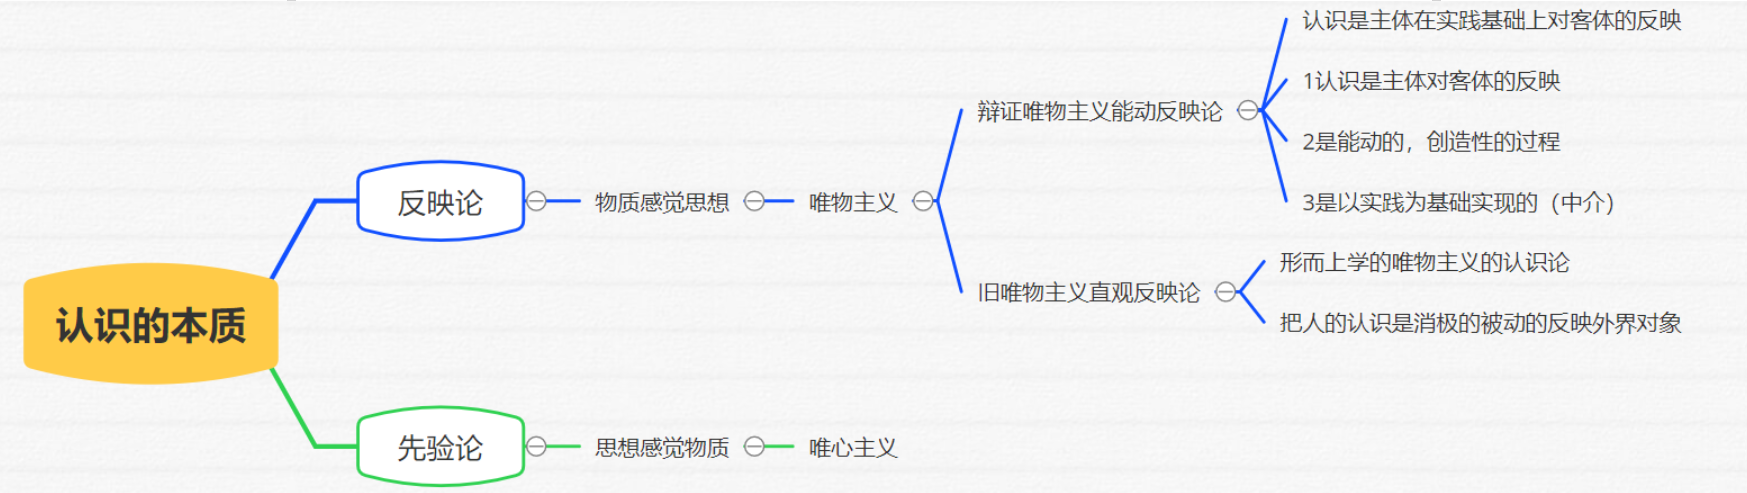 认识的本质
反映论
物质感觉思想
唯物主义
辩证唯物主义能动反映论
认识是主体在实践基础上对客体的反映
1认识是主体对客体的反映
2是能动的，创造性的过程
3是以实践为基础实现的（中介）
旧唯物主义直观反映论
形而上学的唯物主义的认识论
把人的认识是消极的被动的反映外界对象
先验论
思想感觉物质
唯心主义